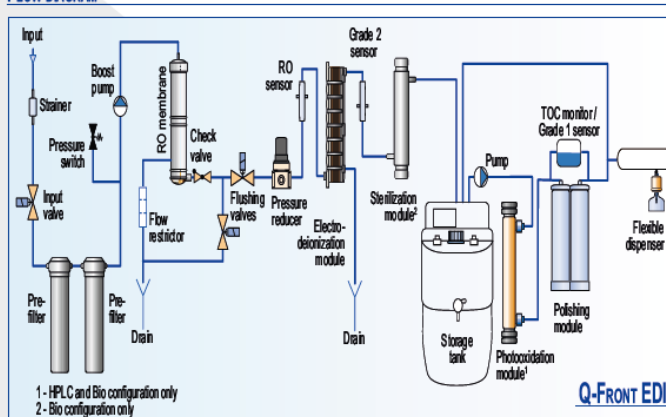 FLOW DIAGRAM
Input
Strainer
Pressure
switch
Input
valve
Pre-
filter
Pre-
filter
Boost
pump
RO membrane
Check
valve
Flow
restrictor
Drain
Flushing
valves
Pressure
reducer
RO
sensor
Electro-
deionization
module
Drain
Grade 2
sensor
Sterilization
module2
Storage
tank
Pump
Photooxidation
module1
TOC monitor /
Grade 1 sensor
Polishing
module
Flexible
dispenser
1 - HPLC and Bio configuration only
2 - Bio configuration only
Q-FRONT EDI